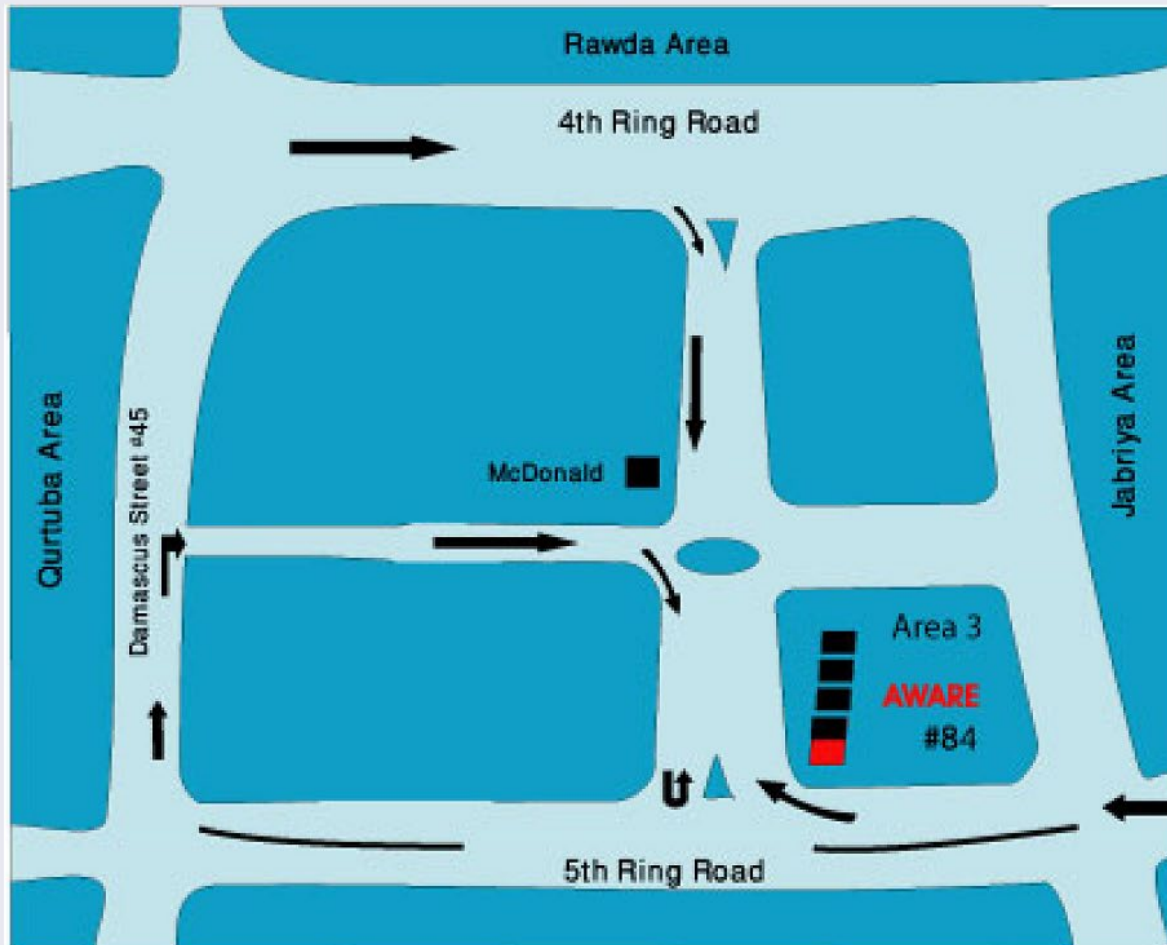 Rawda Area
4th Ring Road
Qurtuba Area
Damascus Street #45
McDonald
Jabriya Area
Area 3
AWARE
#84
5th Ring Road